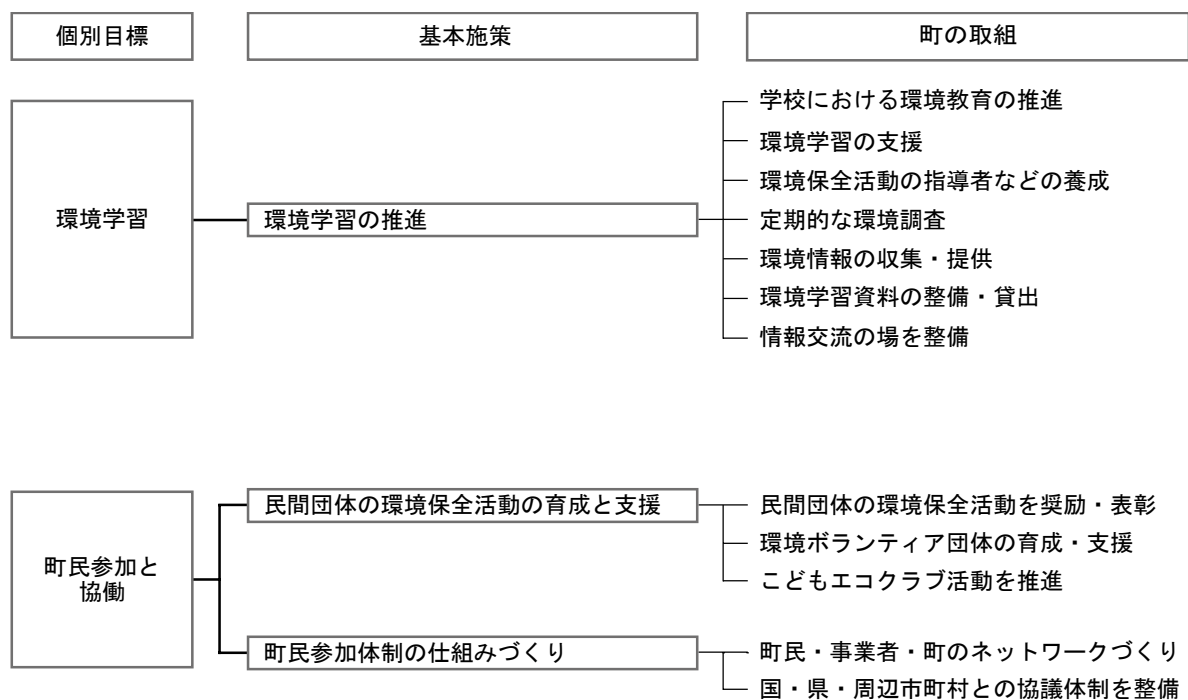 個別目標
基本施策
町の取組
環境学習
環境学習の推進
学校における環境教育の推進
環境学習の支援
環境保全活動の指導者などの養成
定期的な環境調査
環境情報の収集・提供
環境学習資料の整備・貸出
情報交流の場を整備
町民参加と
協働
民間団体の環境保全活動の育成と支援
民間団体の環境保全活動を奨励・表彰
環境ボランティア団体の育成・支援
こどもエコクラブ活動を推進
町民参加体制の仕組みづくり
町民・事業者・町のネットワークづくり
国・県・周辺市町村との協議体制を整備